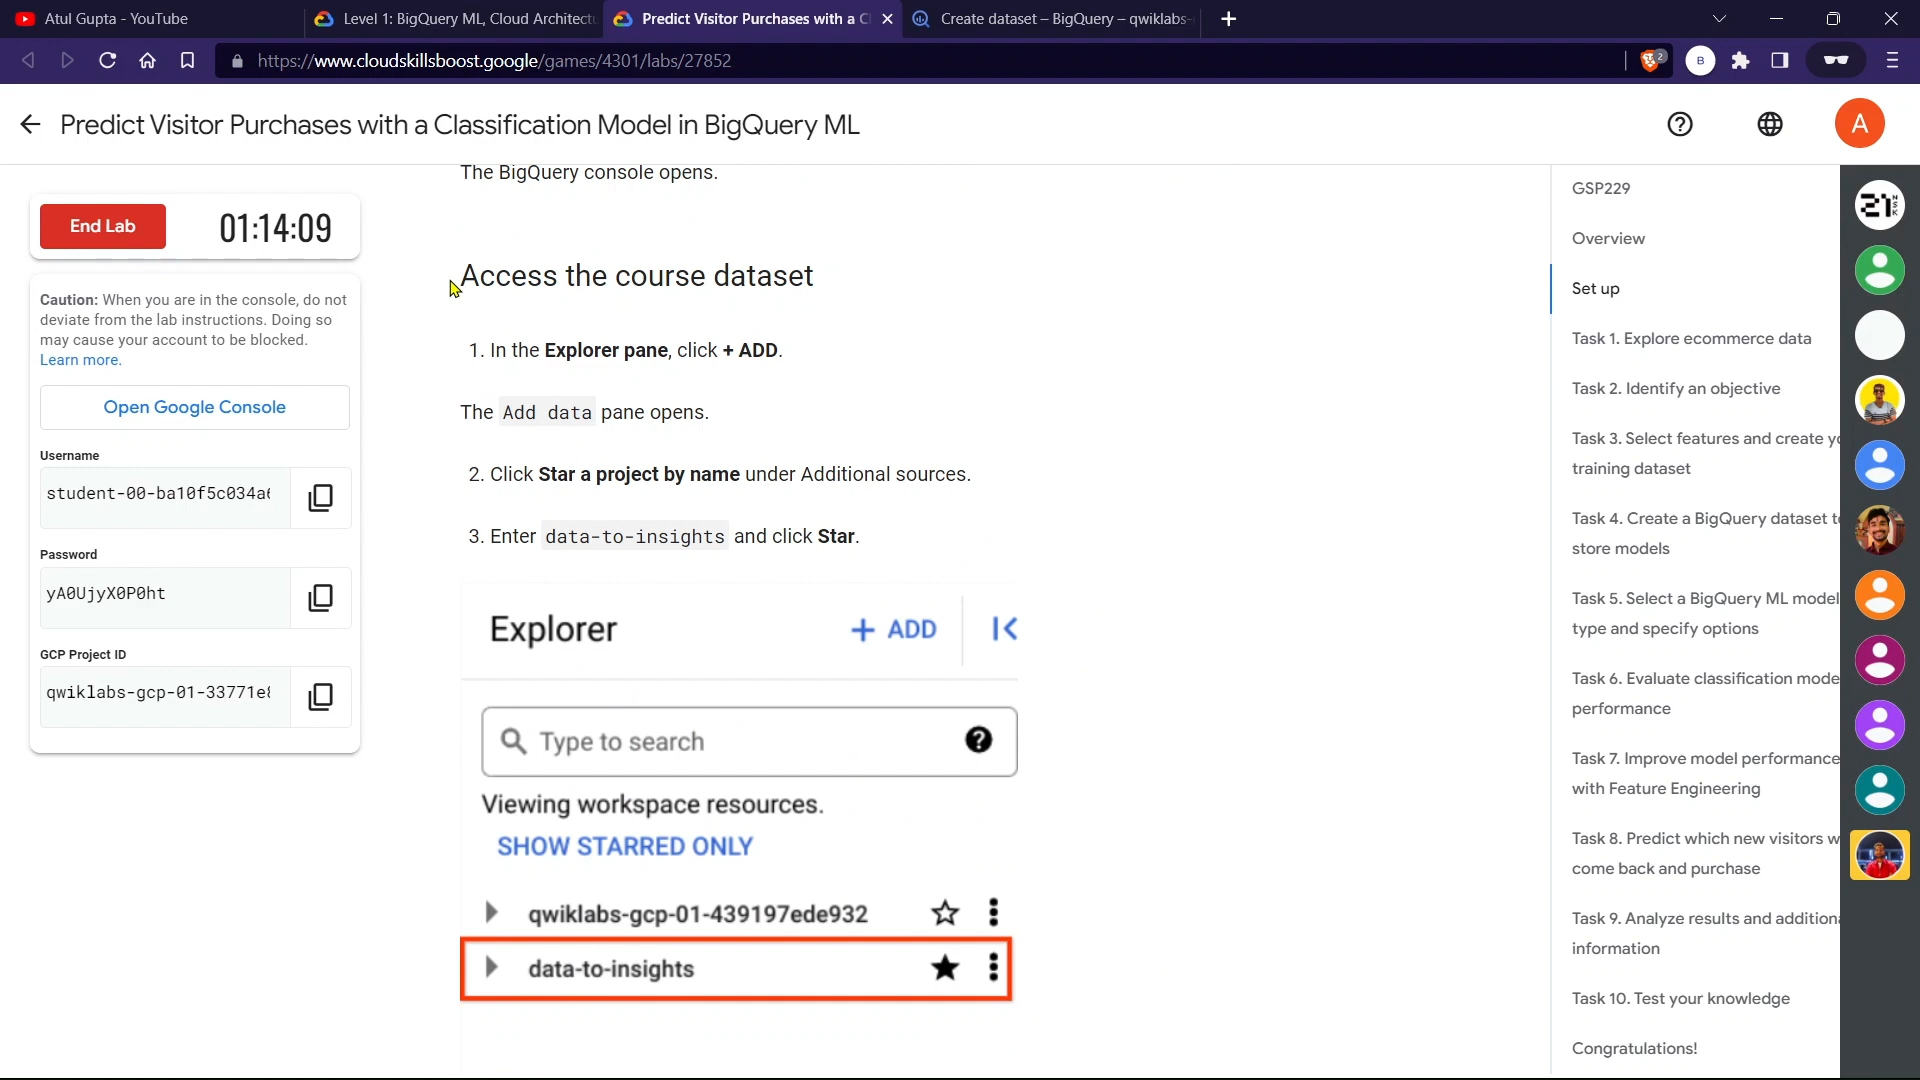 Atul Gupta - YouTube
Level 1: BigQuery ML, Cloud Architectu
Predict Visitor Purchases with a Cl
Create dataset – BigQuery – qwiklabs-
https://www.cloudskillsboost.google/games/4301/labs/27852
2
B
Predict Visitor Purchases with a Classification Model in BigQuery ML
A
End Lab
01:14:09
Caution: When you are in the console, do not
deviate from the lab instructions. Doing so
may cause your account to be blocked.
Learn more.
Open Google Console
Username
student-00-ba10f5c034a6
Password
yA0UjyX0P0ht
GCP Project ID
qwiklabs-gcp-01-33771e8
The BigQuery console opens.
Access the course dataset
1. In the Explorer pane, click + ADD.
The Add data pane opens.
2. Click Star a project by name under Additional sources.
3. Enter data-to-insights and click Star.
Explorer
+ ADD
Type to search
Viewing workspace resources.
SHOW STARRED ONLY
qwiklabs-gcp-01-439197ede932
data-to-insights
GSP229
Overview
Set up
Task 1. Explore ecommerce data
Task 2. Identify an objective
Task 3. Select features and create yo
training dataset
Task 4. Create a BigQuery dataset to
store models
Task 5. Select a BigQuery ML model
type and specify options
Task 6. Evaluate classification mode
performance
Task 7. Improve model performance
with Feature Engineering
Task 8. Predict which new visitors w
come back and purchase
Task 9. Analyze results and additiona
information
Task 10. Test your knowledge
Congratulations!
21
NSK